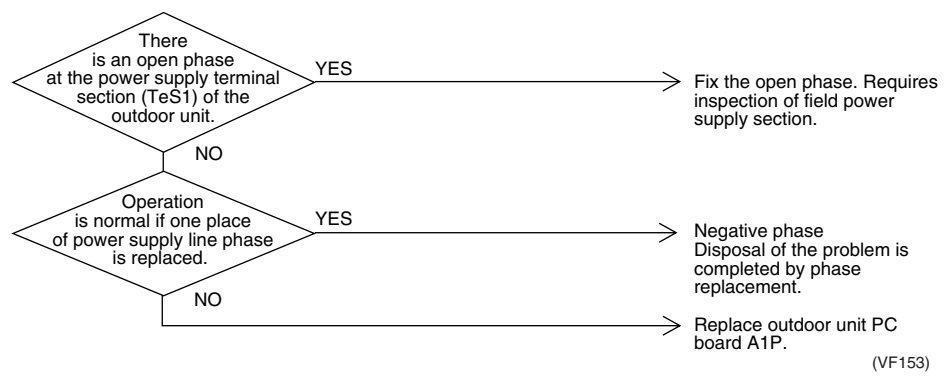 There
is an open phase
at the power supply terminal
section (TeS1) of the
outdoor unit.
YES
Fix the open phase. Requires
inspection of field power
supply section.
NO
Operation
is normal if one place
of power supply line phase
is replaced.
YES
Negative phase
Disposal of the problem is
completed by phase
replacement.
NO
Replace outdoor unit PC
board A1P.
(VF153)